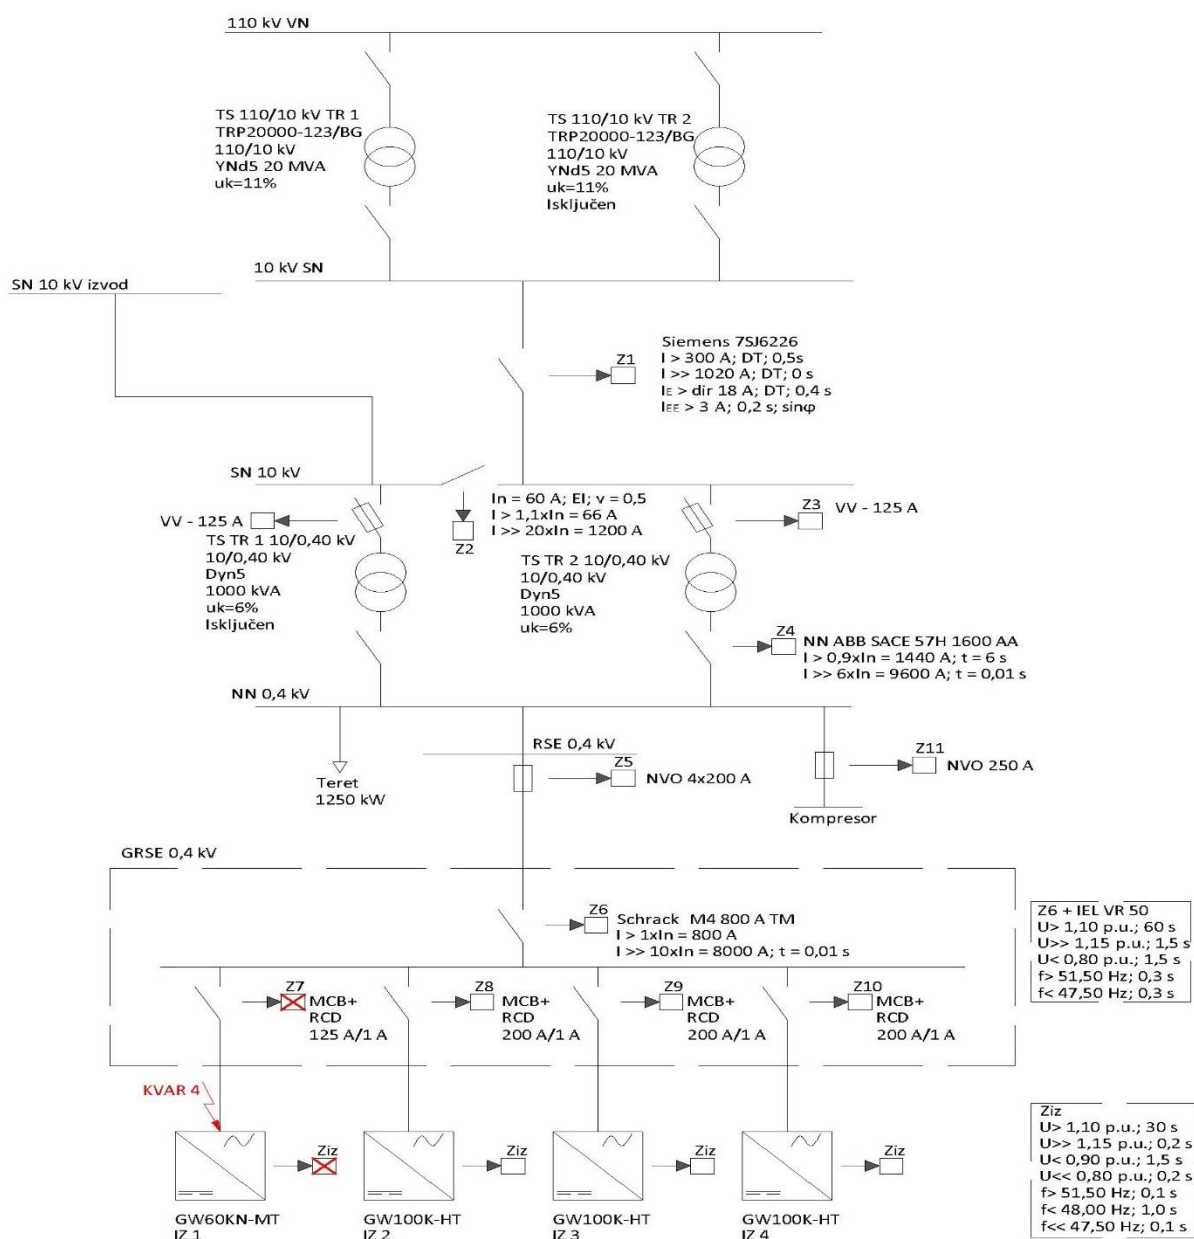 110 kV VN
TS 110/10 kV TR 1
TRP20000-123/BG
110/10 kV
YNd5 20 MVA
uk=11%
TS 110/10 kV TR 2
TRP20000-123/BG
110/10 kV
YNd5 20 MVA
uk=11%
Isključen
10 kV SN
SN 10 kV izvod
Z1
Siemens 7SJ6226
I > 300 A; DT; 0,5s
I >> 1020 A; DT; 0 s
IE > dir 18 A; DT; 0,4 s
IEE > 3 A; 0,2 s; sinφ
SN 10 kV
VV - 125 A
TS TR 1 10/0,40 kV
10/0,40 kV
Dyn5
1000 kVA
uk=6%
Isključen
Z2
In = 60 A; EI; v = 0,5
I > 1,1xIn = 66 A
I >> 20xIn = 1200 A
Z3
VV - 125 A
TS TR 2 10/0,40 kV
10/0,40 kV
Dyn5
1000 kVA
uk=6%
Z4
NN ABB SACE 57H 1600 AA
I > 0,9xIn = 1440 A; t = 6 s
I >> 6xIn = 9600 A; t = 0,01 s
NN 0,4 kV
Teret
1250 kW
RSE 0,4 kV
Z5
NVO 4x200 A
Z11
NVO 250 A
Kompresor
GRSE 0,4 kV
Z6
Schrack M4 800 A TM
I > 1xIn = 800 A
I >> 10xIn = 8000 A; t = 0,01 s
Z6 + IEL VR 50
U> 1,10 p.u.; 60 s
U>> 1,15 p.u.; 1,5 s
U< 0,80 p.u.; 1,5 s
f> 51,50 Hz; 0,3 s
f< 47,50 Hz; 0,3 s
Z7
MCB+
RCD
125 A/1 A
Z8
MCB+
RCD
200 A/1 A
Z9
MCB+
RCD
200 A/1 A
Z10
MCB+
RCD
200 A/1 A
KVAR 4
Ziz
Ziz
Ziz
Ziz
GW60KN-MT
IZ 1
GW100K-HT
IZ 2
GW100K-HT
IZ 3
GW100K-HT
IZ 4
Ziz
U> 1,10 p.u.; 30 s
U>> 1,15 p.u.; 0,2 s
U< 0,90 p.u.; 1,5 s
U<< 0,80 p.u.; 0,2 s
f> 51,50 Hz; 0,1 s
f< 48,00 Hz; 1,0 s
f<< 47,50 Hz; 0,1 s